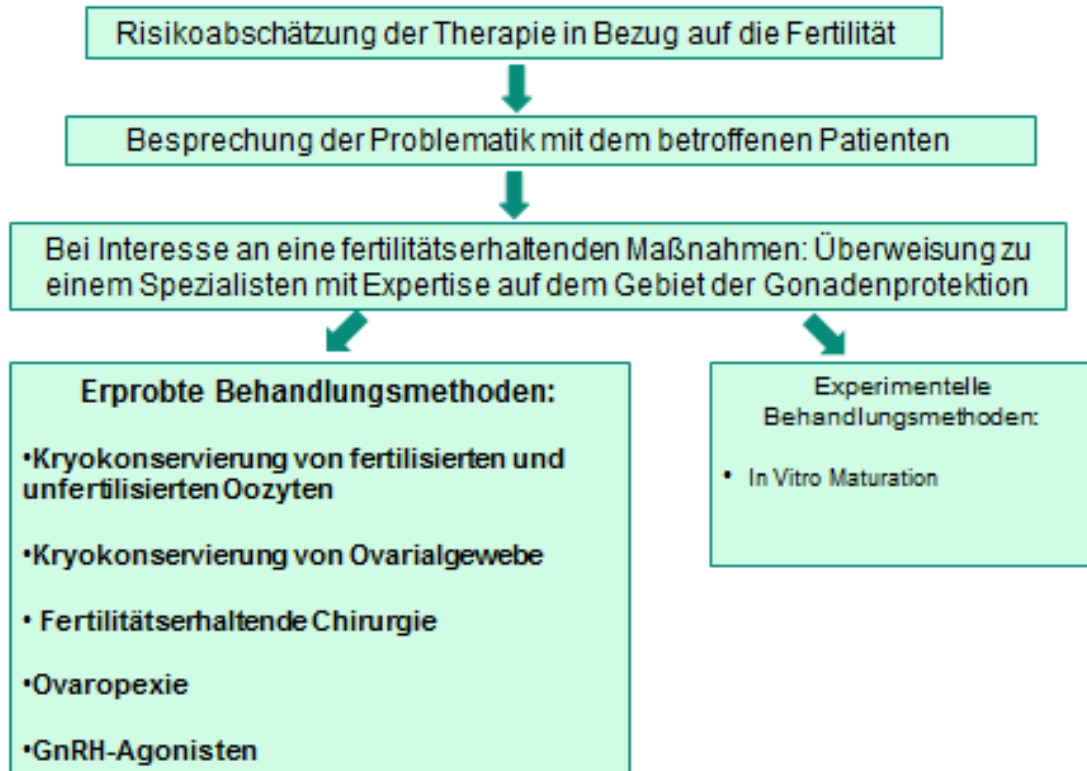 Risikoabschätzung der Therapie in Bezug auf die Fertilität
Besprechung der Problematik mit dem betroffenen Patienten
Bei Interesse an eine fertilitätserhaltenden Maßnahmen: Überweisung zu
einem Spezialisten mit Expertise auf dem Gebiet der Gonadenprotektion
Erprobte Behandlungsmethoden:
•Kryokonservierung von fertilisierten und
unfertilisierten Oozyten
•Kryokonservierung von Ovarialgewebe
• Fertilitätserhaltende Chirurgie
•Ovaropexie
•GnRH-Agonisten
Experimentelle
Behandlungsmethoden:
• In Vitro Maturation